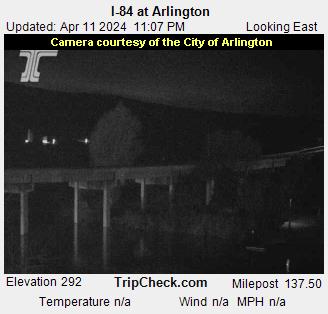 I-84 at Arlington
Updated: Apr 11 2024 11:07 PM Looking East
Camera courtesy of the City of Arlington
Elevation 292 TripCheck.com Milepost 137.50
Temperature n/a Wind n/a MPH n/a